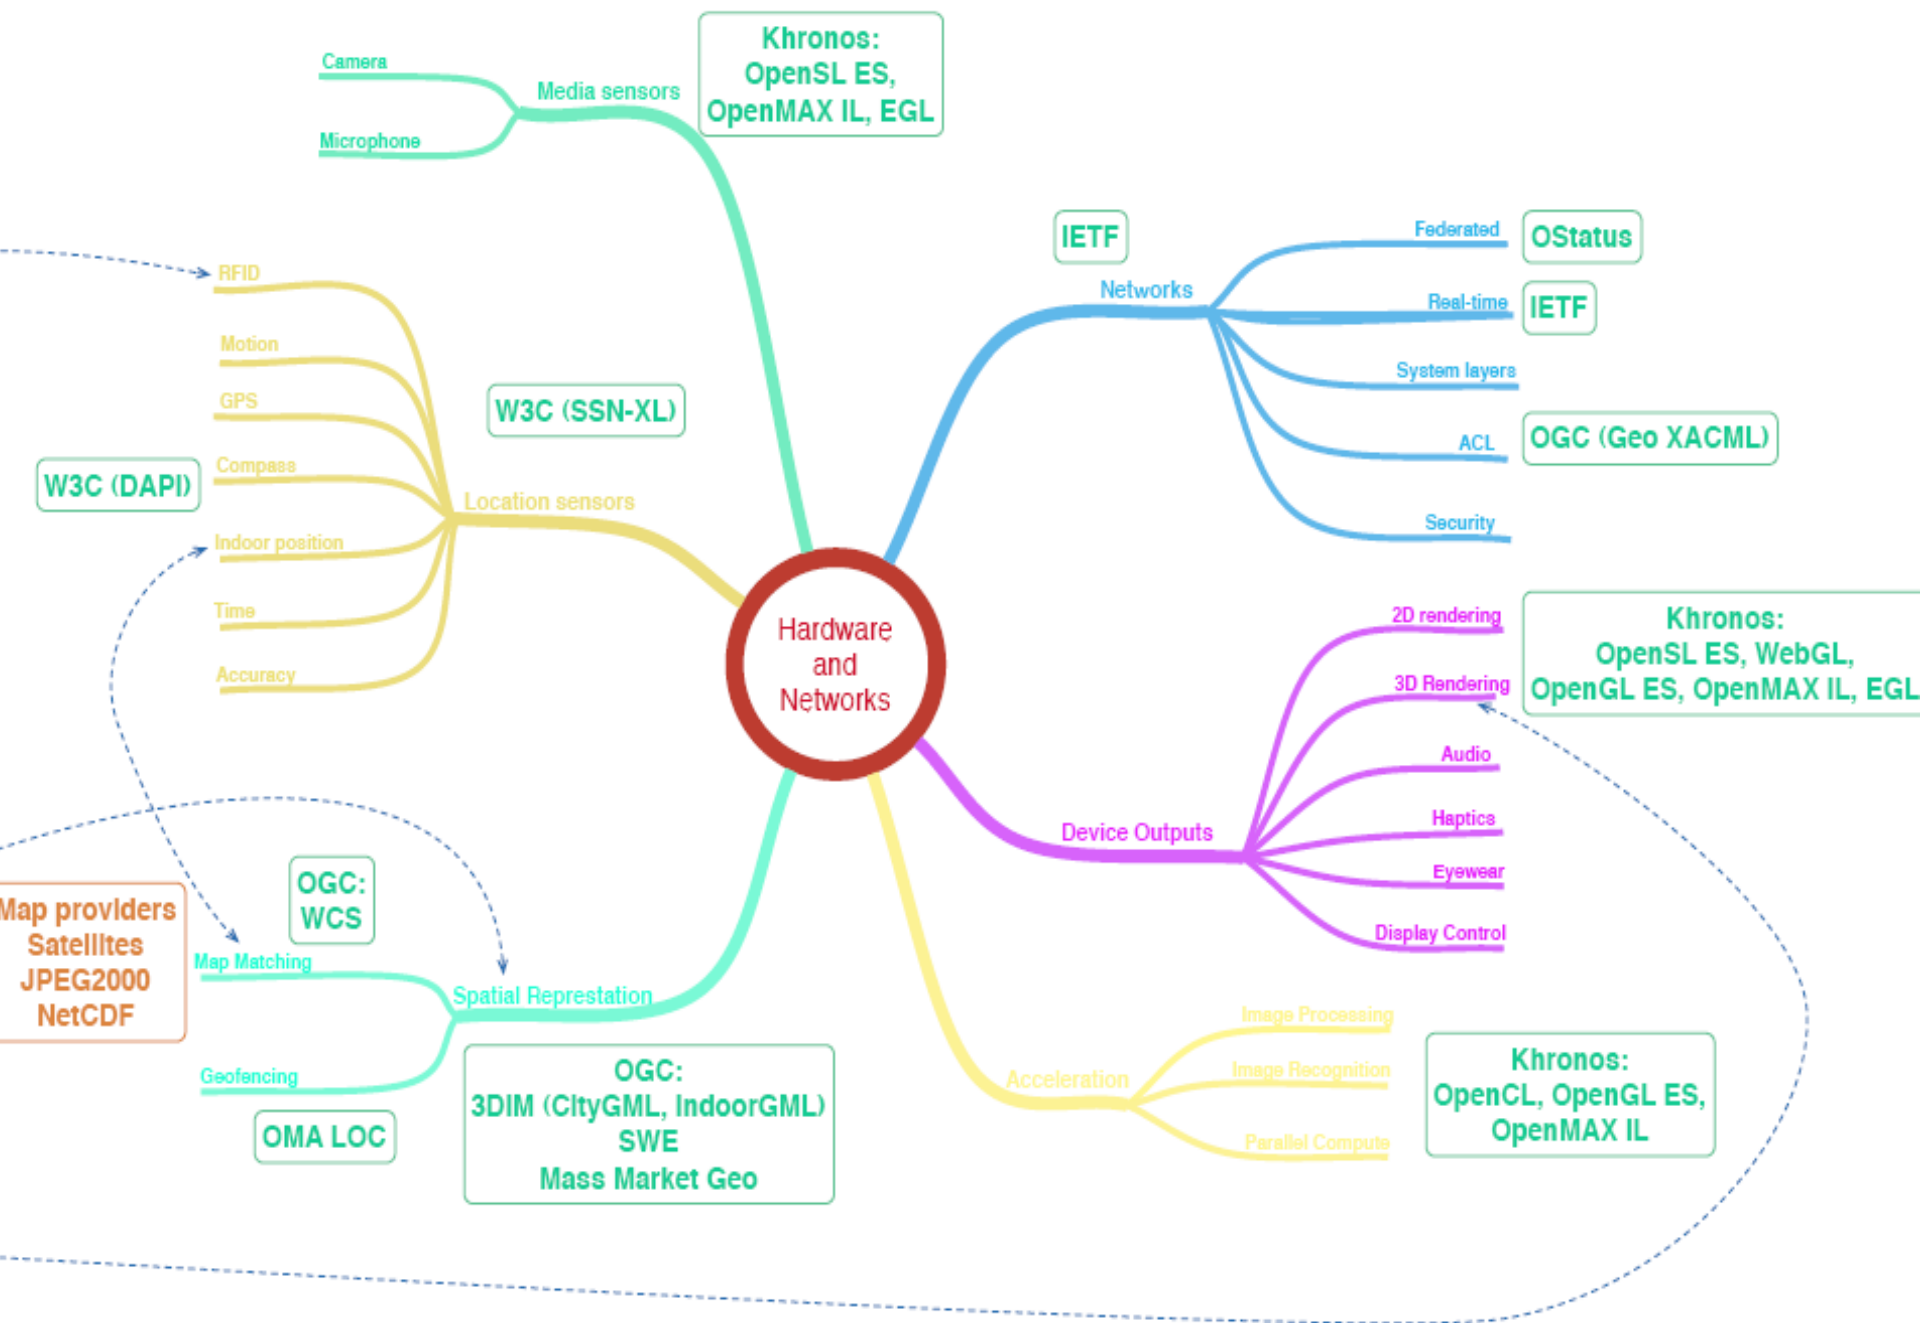 Khronos:
OpenSL ES,
OpenMAX IL, EGL
Camera
Media sensors
Microphone
IETF
Federated
OStatus
RFID
Networks
Real-time
IETF
Motion
System layers
GPS
W3C (SSN-XL)
ACL
OGC (Geo XACML)
Compass
W3C (DAPI)
Location sensors
Security
Indoor position
Time
Accuracy
Hardware
and
Networks
2D rendering
3D Rendering
Khronos:
OpenSL ES, WebGL,
OpenGL ES, OpenMAX IL, EGL
Audio
Haptics
Device Outputs
Eyewear
Display Control
OGC:
WCS
Map providers
Satellites
JPEG2000
NetCDF
Map Matching
Spatial Represtation
Geofencing
OMA LOC
OGC:
3DIM (CityGML, IndoorGML)
SWE
Mass Market Geo
Image Processing
Acceleration
Image Recognition
Parallel Compute
Khronos:
OpenCL, OpenGL ES,
OpenMAX IL